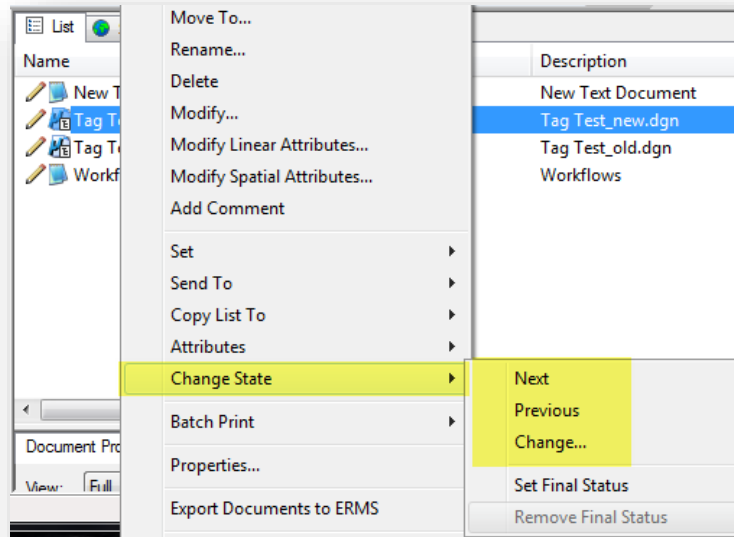 List
Name
Description
New T
New Text Document
Tag Te
Tag Test_new.dgn
Tag Te
Tag Test_old.dgn
Workf
Workflows
Move To...
Rename...
Delete
Modify...
Modify Linear Attributes...
Modify Spatial Attributes...
Add Comment
Set
Send To
Copy List To
Attributes
Change State
Batch Print
Properties...
Export Documents to ERMS
Next
Previous
Change...
Set Final Status
Remove Final Status
Document Pro
View: Full